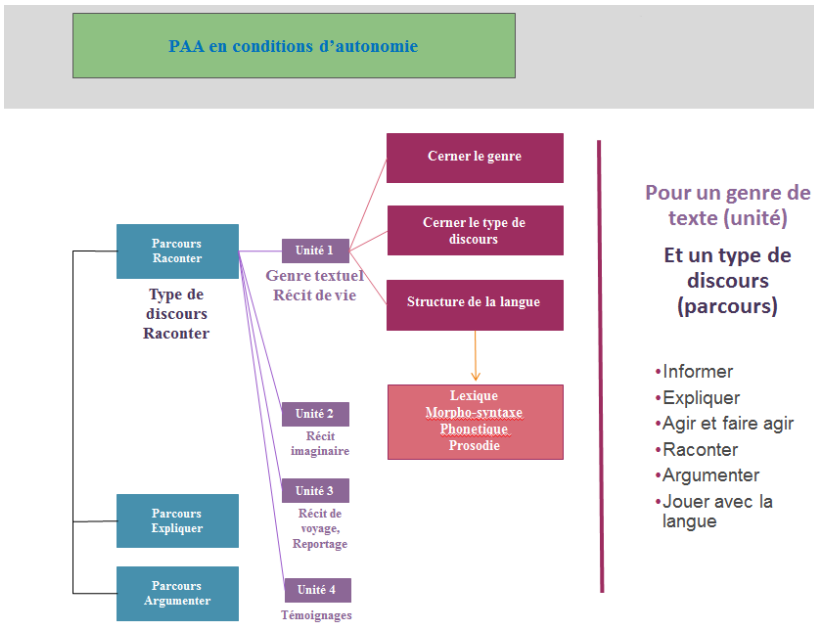 PAA en conditions d'autonomie
Parcours
Raconter
Type de
discours
Raconter
Parcours
Expliquer
Parcours
Argumenter
Unité 1
Genre textuel
Récit de vie
Unité 2
Récit
imaginaire
Unité 3
Récit de
voyage,
Reportage
Unité 4
Témoignages
Cerner le genre
Cerner le type de
discours
Structure de la langue
Lexique
Morpho-syntaxe
Phonetique
Prosodie
Pour un genre de
texte (unité)
Et un type de
discours
(parcours)
•Informer
•Expliquer
•Agir et faire agir
•Raconter
•Argumenter
•Jouer avec la
langue